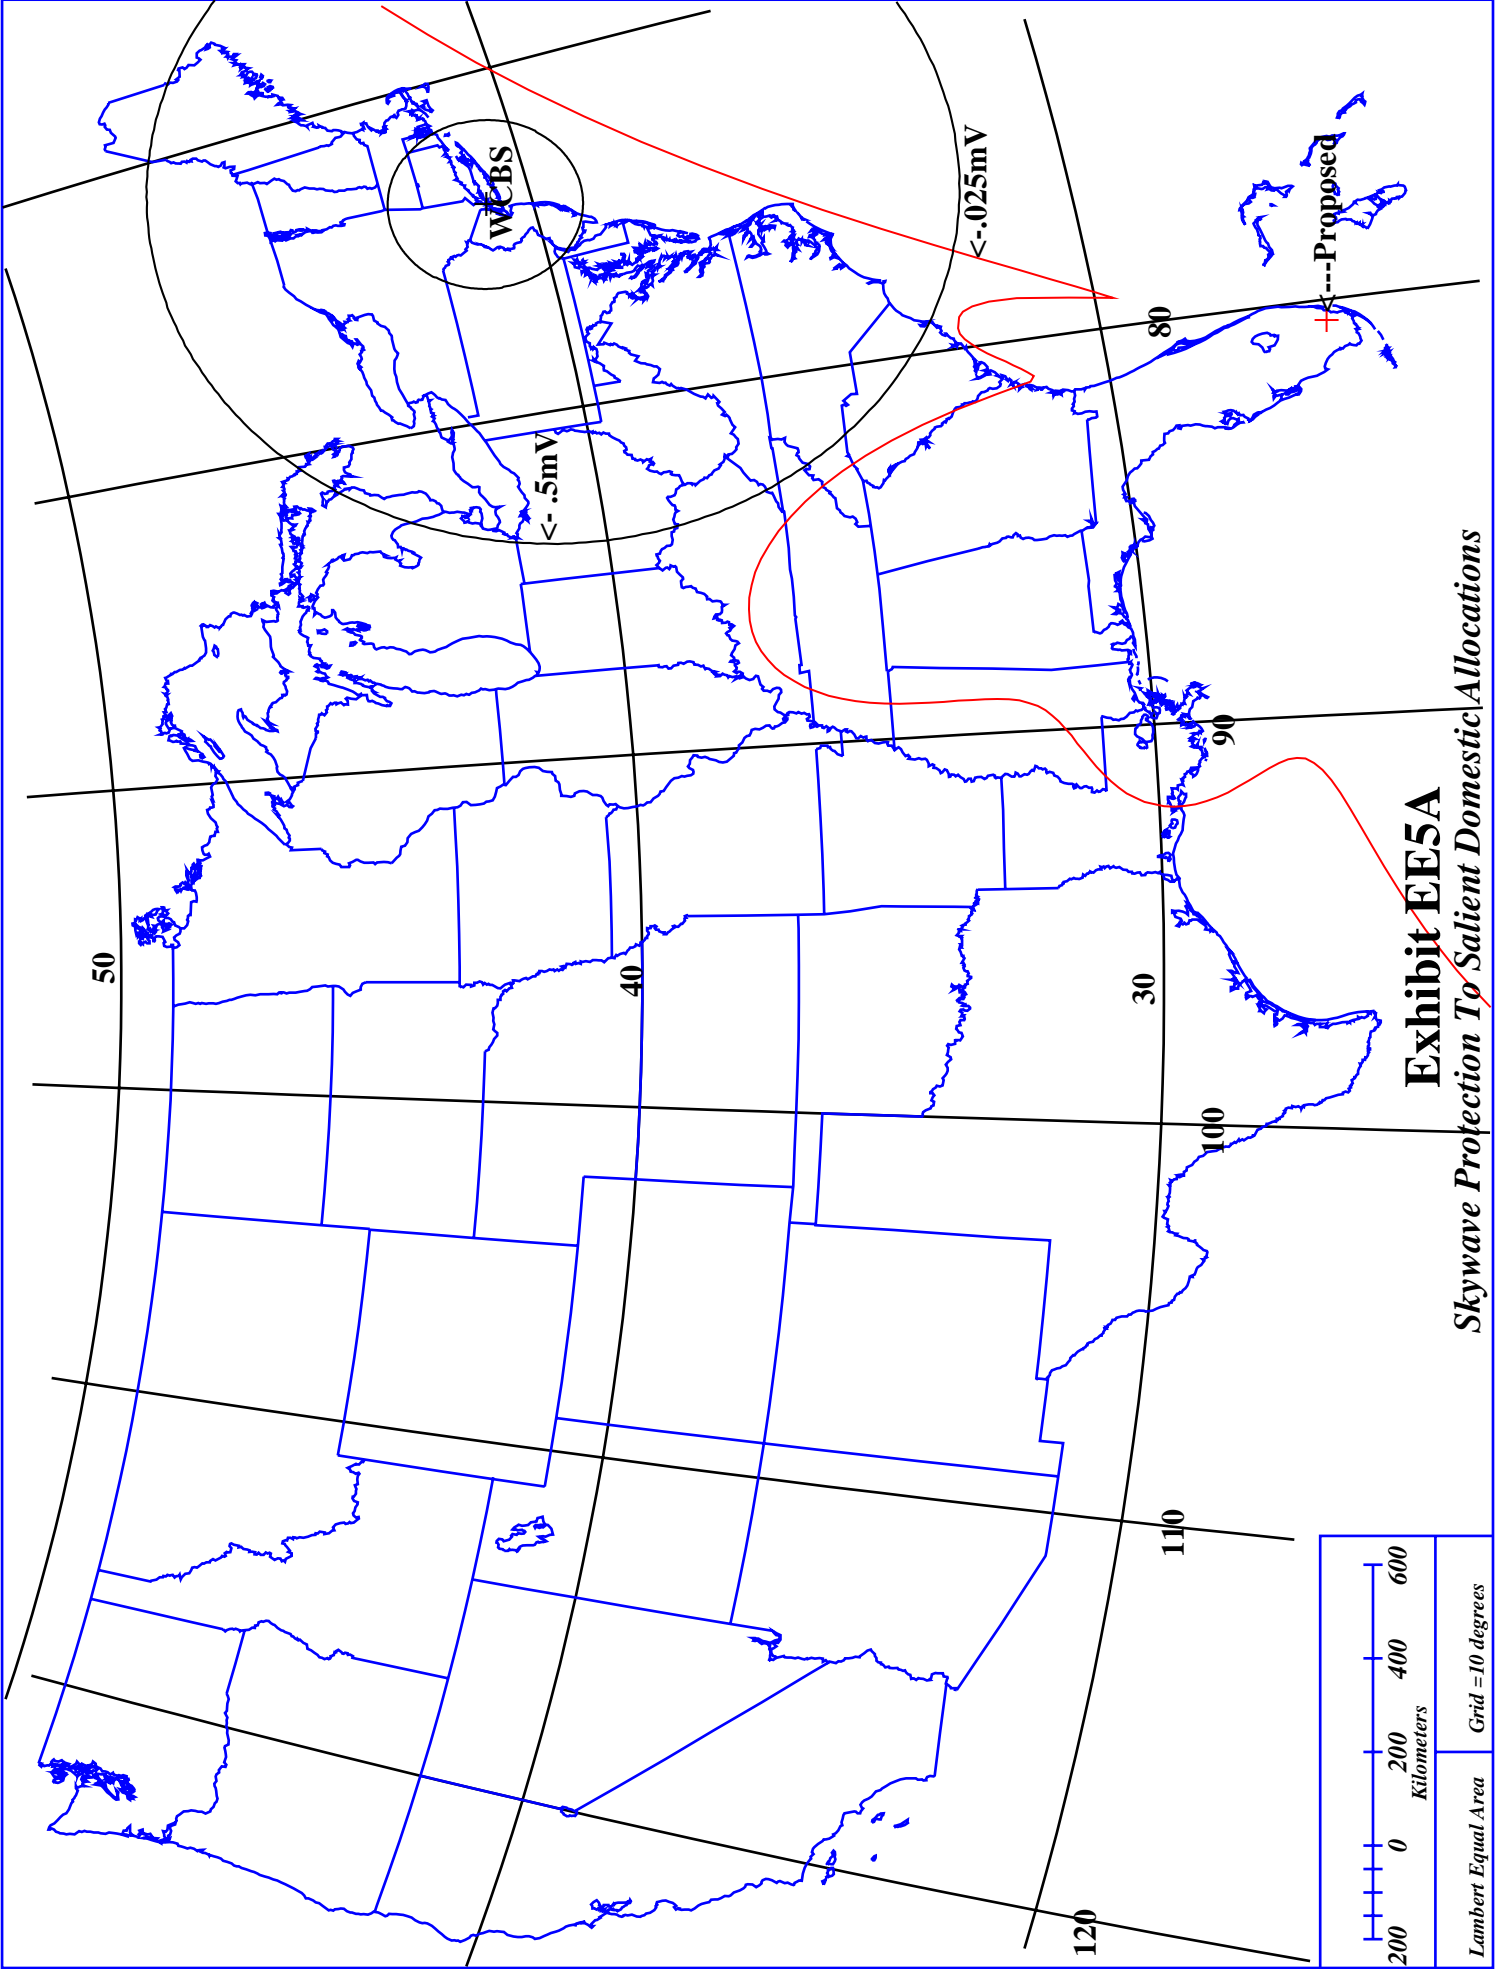 50
40
30
120
110
100
90
80
WCBS
<- .5mV
<-.025mV
<----Proposed
Exhibit EE5A
Skywave Protection To Salient Domestic Allocations
200 0 200 400 600
Kilometers
Lambert Equal Area
Grid =10 degrees